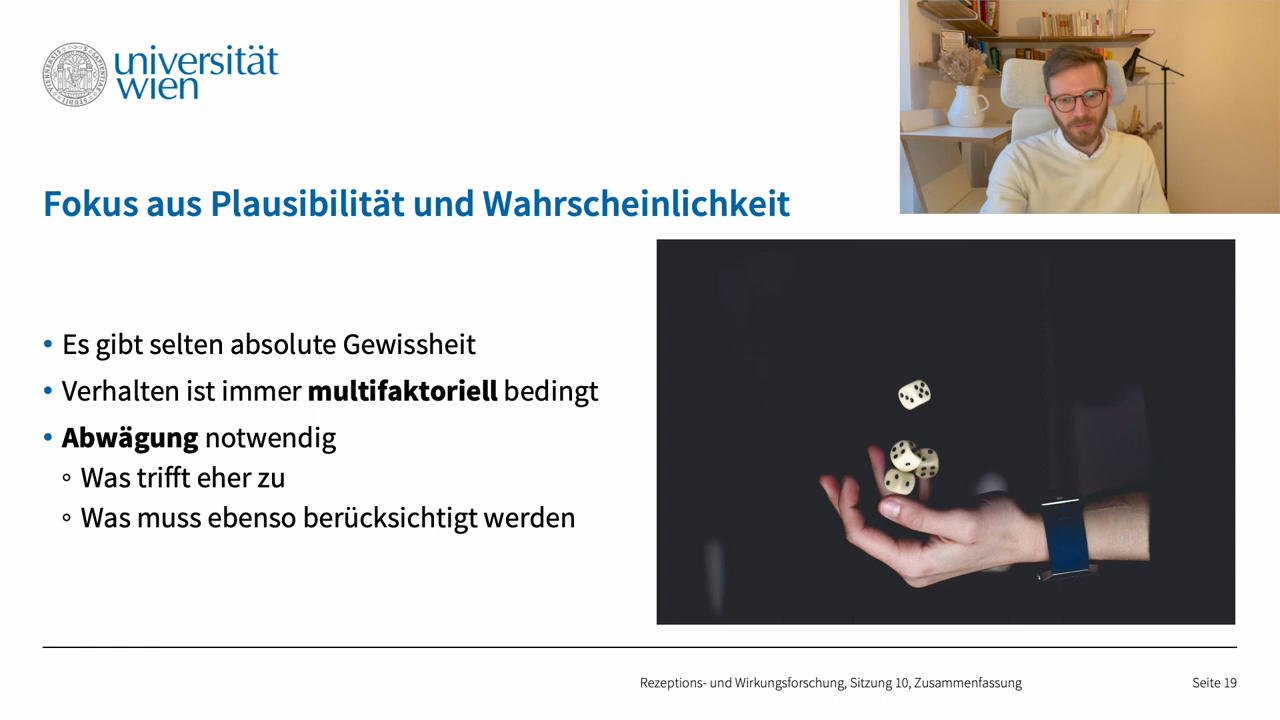 universität
wien
Fokus aus Plausibilität und Wahrscheinlichkeit
• Es gibt selten absolute Gewissheit
• Verhalten ist immer multifaktoriell bedingt
• Abwägung notwendig
◦ Was trifft eher zu
◦ Was muss ebenso berücksichtigt werden
Rezeptions- und Wirkungsforschung, Sitzung 10, Zusammenfassung
Seite 19